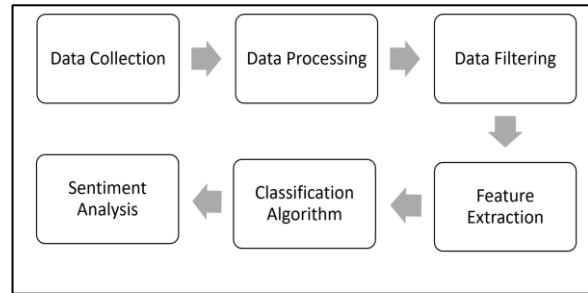 Data Collection
Data Processing
Data Filtering
Feature
Extraction
Classification
Algorithm
Sentiment
Analysis